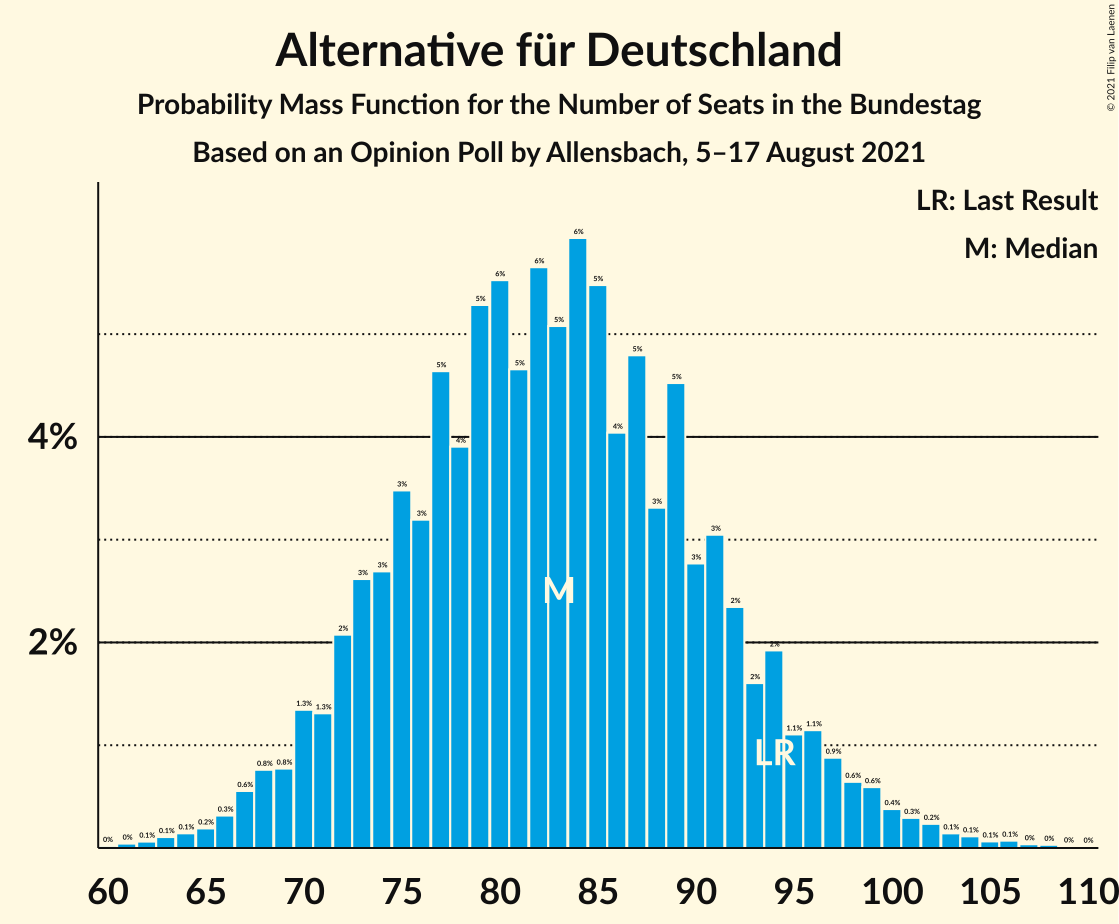 Alternative für Deutschland
Probability Mass Function for the Number of Seats in the Bundestag
Based on an Opinion Poll by Allensbach, 5–17 August 2021
© 2021 Filip van Laenen
LR: Last Result
M: Median
4%
2%
0% 0% 0.1% 0.1% 0.1% 0.2% 0.3% 0.6% 0.8% 0.8% 1.3% 1.3% 2% 3% 3% 3% 3% 5% 4% 5% 6% 5% 6% 5% 6% 5% 4% 5% 3% 5% 3% 3% 2% 2% 2% 1.1% 1.1% 0.9% 0.6% 0.6% 0.4% 0.3% 0.2% 0.1% 0.1% 0.1% 0.1% 0% 0% 0% 0%
M
LR
60 65 70 75 80 85 90 95 100 105 110